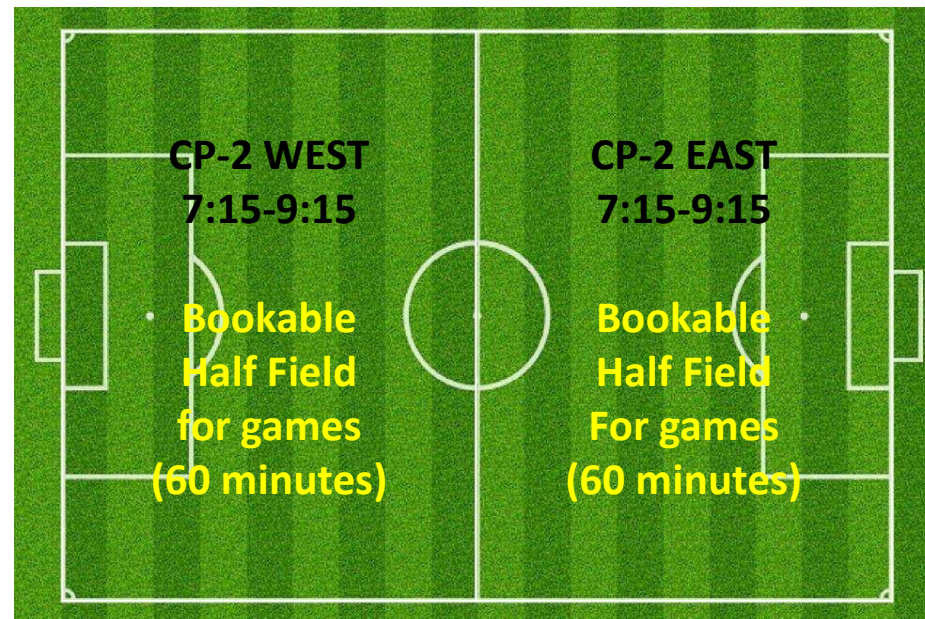 CP-2 WEST
7:15-9:15
Bookable
Half Field
for games
(60 minutes)
CP-2 EAST
7:15-9:15
Bookable
Half Field
For games
(60 minutes)